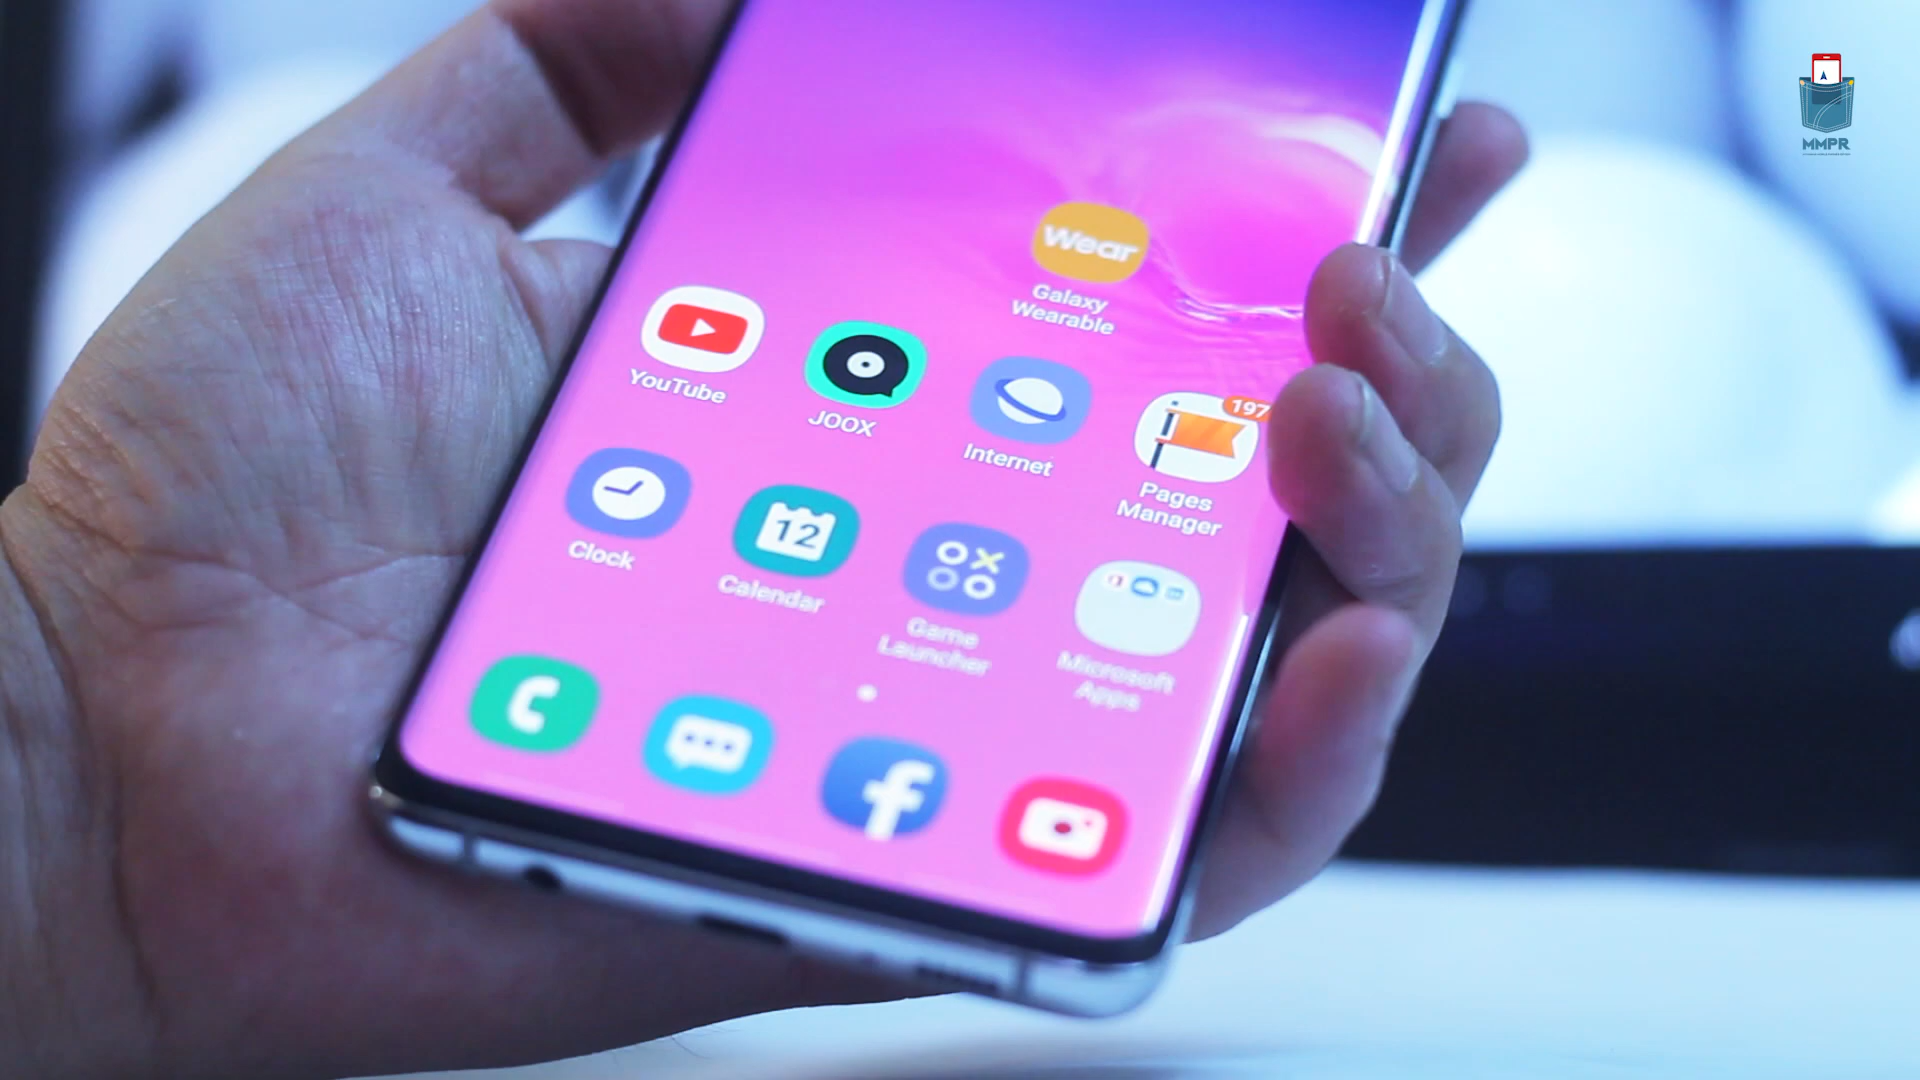 MMPR
Wear
Galaxy
Wearable
YouTube
JOOX
Internet
197
Pages
Manager
Clock
12
Calendar
Game
Launcher
Microsoft
Apps
f